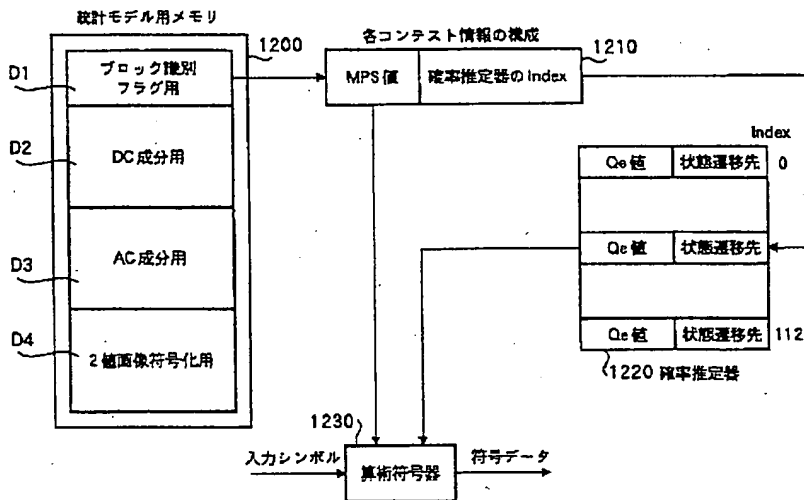 統計モデル用メモリ
1200
各コンテスト情報の構成
1210
D1
ブロック識別
フラグ用
MPS値
確率推定器のIndex
D2
DC成分用
Index
Qe値
状態遷移先
0
D3
AC成分用
Qe値
状態遷移先
D4
2値画像符号化用
Qe値
状態遷移先
112
1220 確率推定器
1230
入力シンボル
算術符号器
符号データ